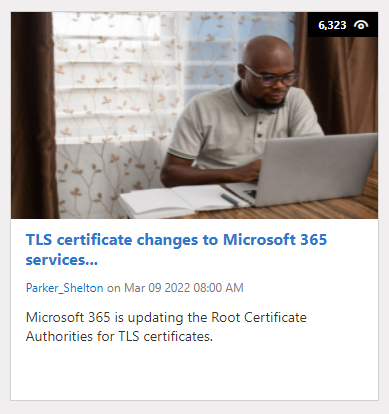 6,323
TLS certificate changes to Microsoft 365
services...
Parker_Shelton on Mar 09 2022 08:00 AM
Microsoft 365 is updating the Root Certificate
Authorities for TLS certificates.